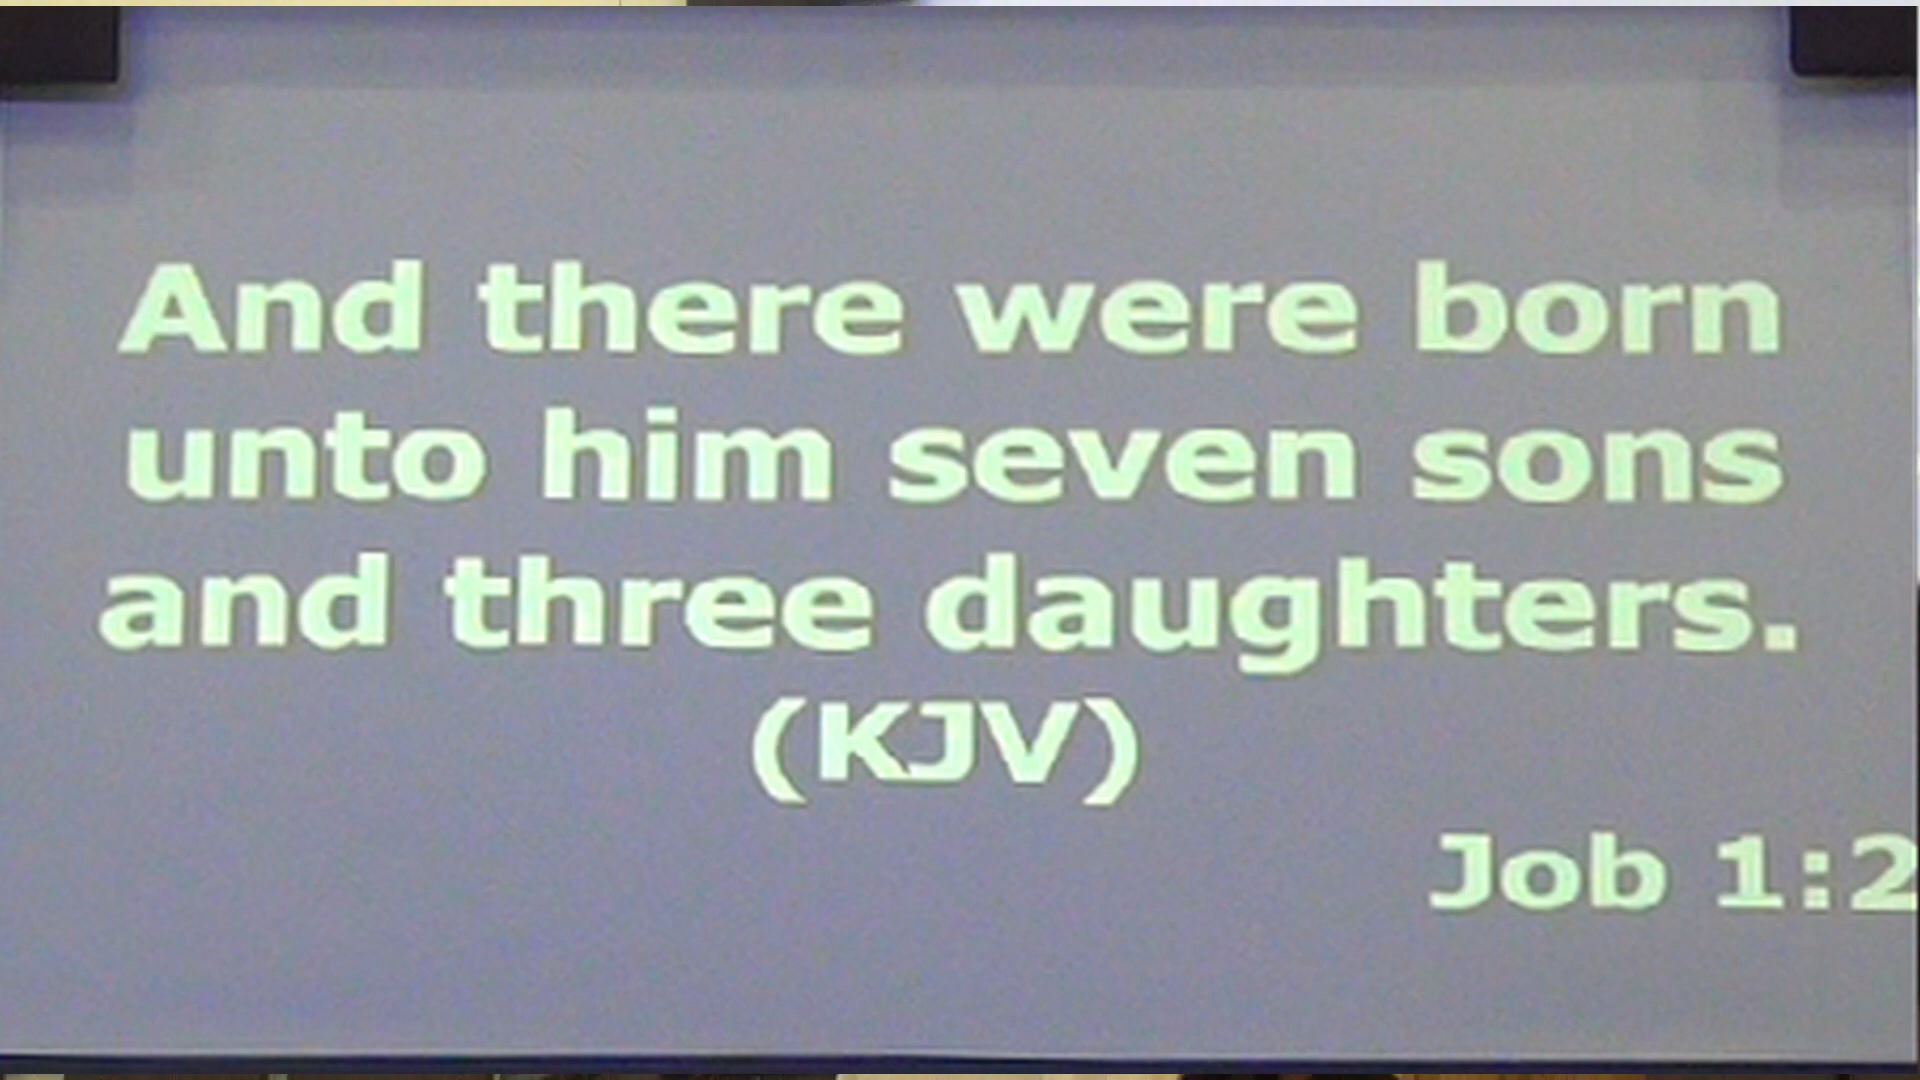 And there were born
unto him seven sons
and three daughters.
(KJV)
Job 1:2